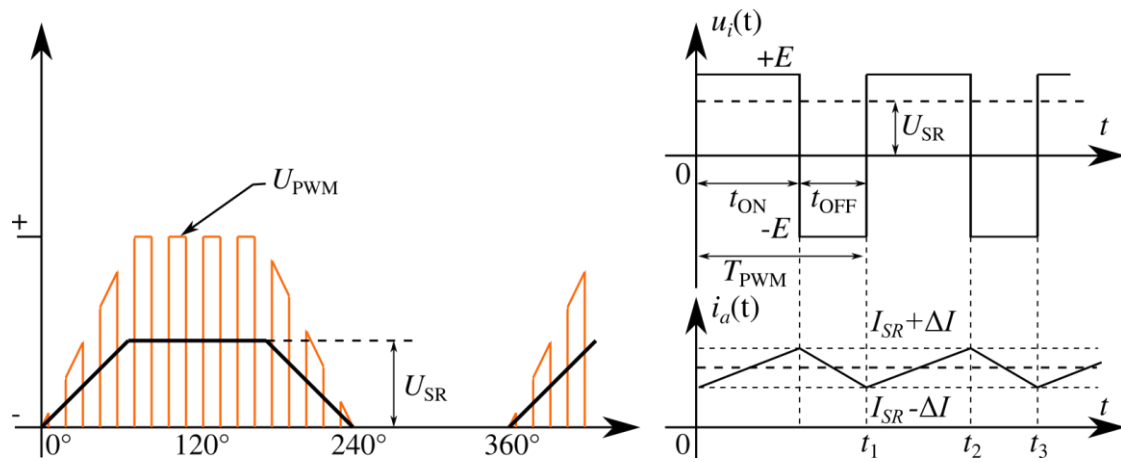 U_PWM
+
U_SR
-
0° 120° 240° 360°
u_i(t)
+E
U_SR
t
0
t_ON t_OFF
-E
T_PWM
i_a(t)
I_SR+ΔI
I_SR-ΔI
t
0 t_1 t_2 t_3